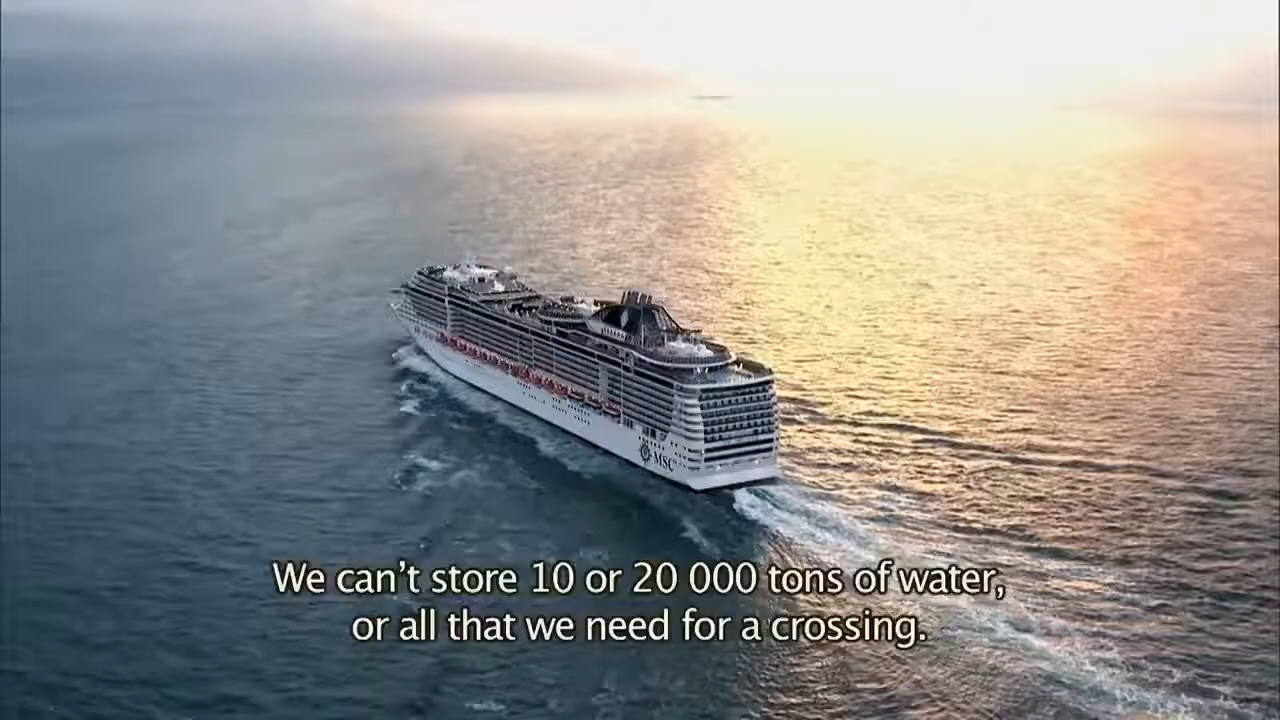 MSC
We can't store 10 or 20 000 tons of water,
or all that we need for a crossing.